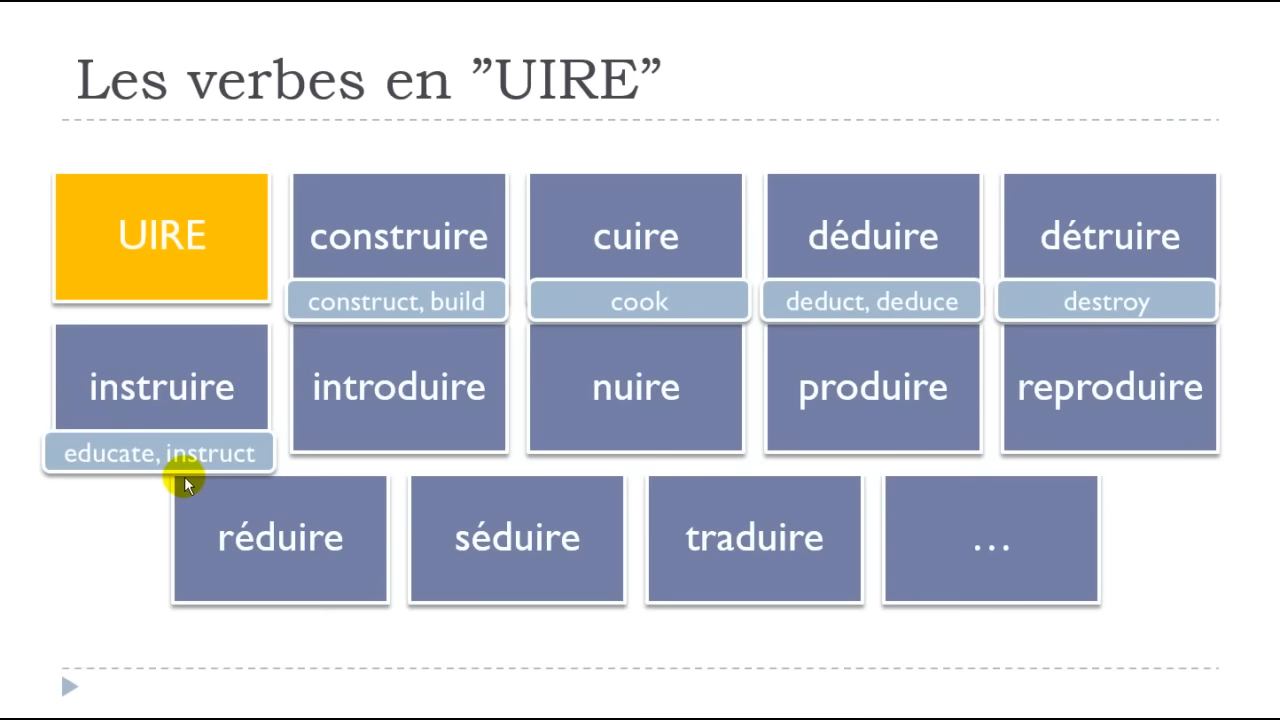 Les verbes en ”UIRE”
UIRE
construire
cuire
déduire
détruire
construct, build
cook
deduct, deduce
destroy
instruire
introduire
nuire
produire
reproduire
educate, instruct
réduire
séduire
traduire
...